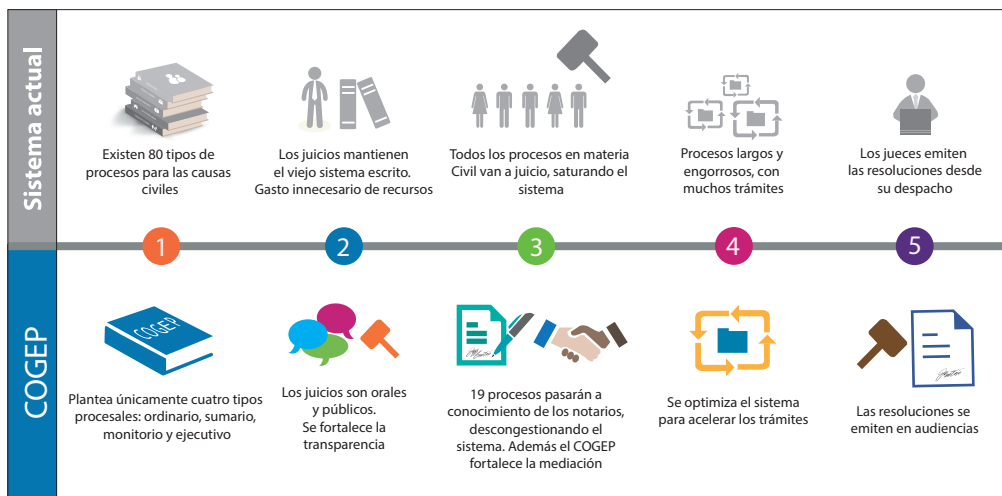 Sistema actual
Existen 80 tipos de
procesos para las causas
civiles
Los juicios mantienen
el viejo sistema escrito.
Gasto innecesario de recursos
Todos los procesos en materia
Civil van a juicio, saturando el
sistema
Procesos largos y
engorrosos, con
muchos trámites
Los jueces emiten
las resoluciones desde
su despacho
1
2
3
4
5
COGEP
COGEP
Plantea únicamente cuatro tipos
procesales: ordinario, sumario,
monitorio y ejecutivo
Los juicios son orales
y públicos.
Se fortalece la
transparencia
19 procesos pasarán a
conocimiento de los notarios,
descongestionando el
sistema. Además el COGEP
fortalece la mediación
Se optimiza el sistema
para acelerar los trámites
Las resoluciones se
emiten en audiencias